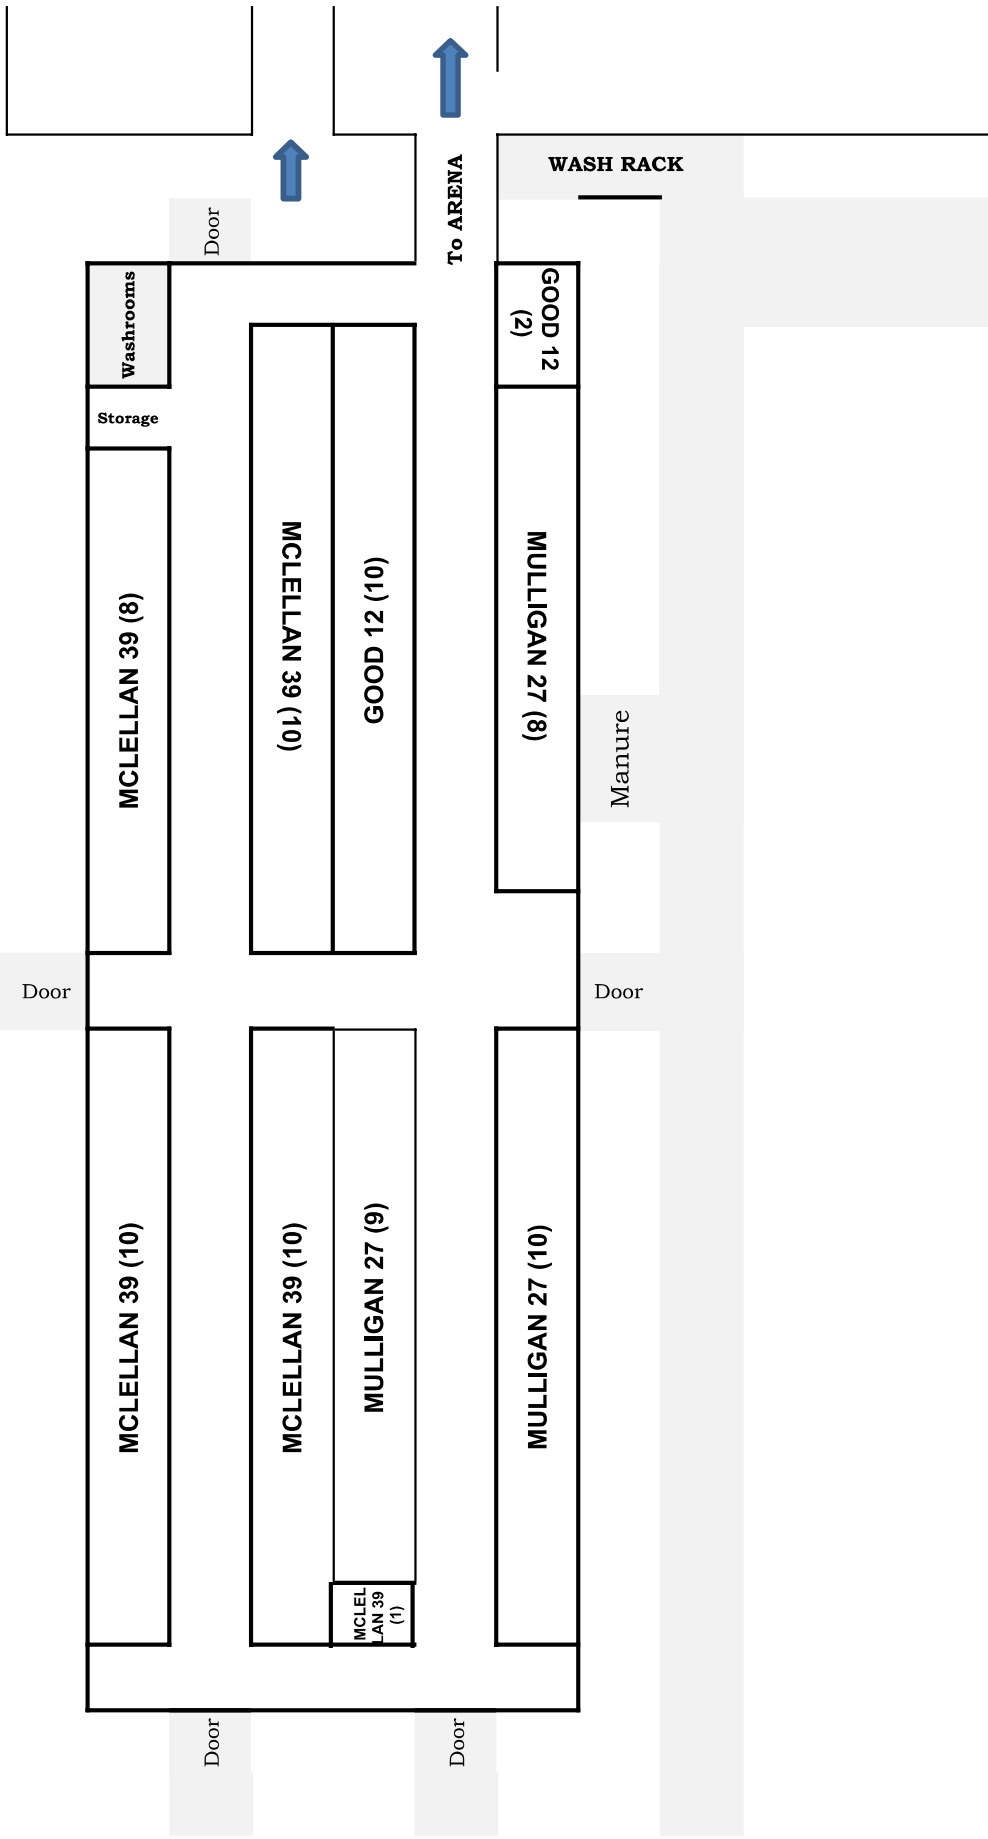 WASH RACK
To ARENA
Door
Washrooms
GOOD 12
(2)
Storage
MCLELLAN 39 (8)
MCLELLAN 39 (10)
GOOD 12 (10)
MULLIGAN 27 (8)
Manure
Door
Door
MCLELLAN 39 (10)
MCLELLAN 39 (10)
MULLIGAN 27 (9)
MULLIGAN 27 (10)
MCLEL
LAN 39
(1)
Door
Door